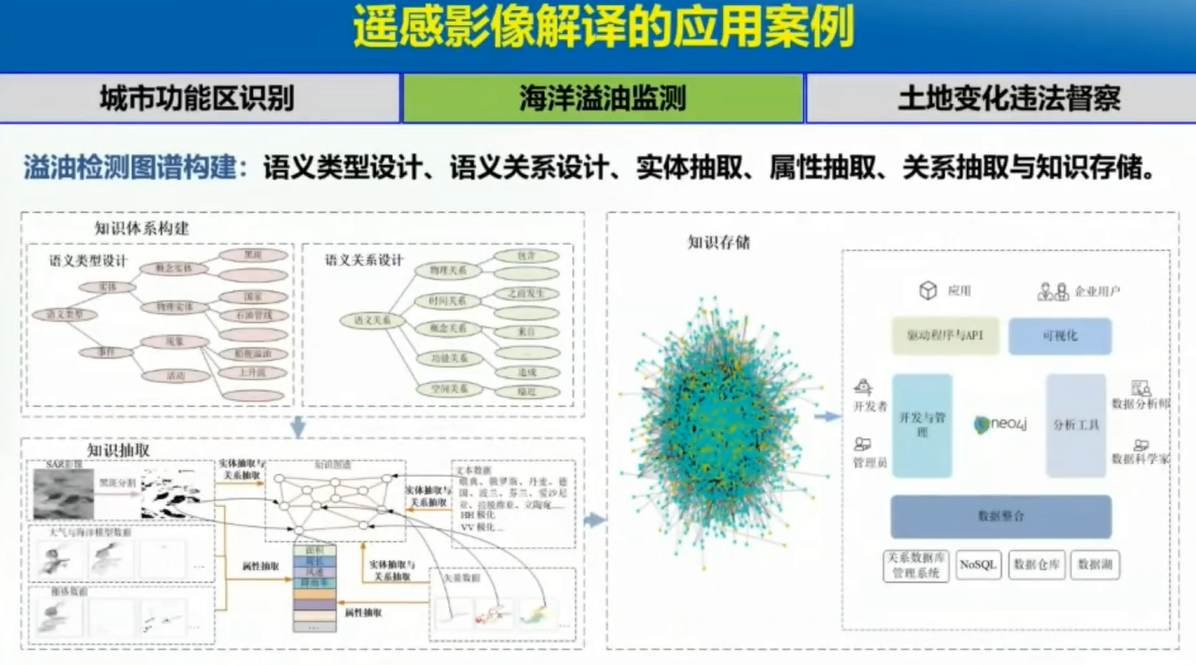 遥感影像解译的应用案例
城市功能区识别
海洋溢油监测
土地变化违法督察
溢油检测图谱构建：语义类型设计、语义关系设计、实体抽取、属性抽取、关系抽取与知识存储。
知识体系构建
语义类型设计
语义类型
实体
事件
概念实体
物理实体
现象
活动
黑斑
国家
石油管线
船舶溢油
上升流
语义关系设计
语义关系
物理关系
时间关系
概念关系
功能关系
空间关系
包含
之前发生
来自
造成
临近
知识抽取
SAR影像
黑斑分割
大气与海洋模型数据
...
栅格数据
...
实体抽取与
关系抽取
知识图谱
实体抽取与
关系抽取
文本数据
瑞典、俄罗斯、丹麦、德
国、波兰、芬兰、爱沙尼
亚、拉脱维亚、立陶宛......
HH 极化
VV 极化...
属性抽取
面积
周长
风速
...
实体抽取与
关系抽取
属性抽取
矢量数据
...
知识存储
应用
企业用户
驱动程序与API
可视化
开发者
管理员
开发与管
理
neo4j
分析工具
数据分析师
数据科学家
数据整合
关系数据库
管理系统
NoSQL
数据仓库
数据湖